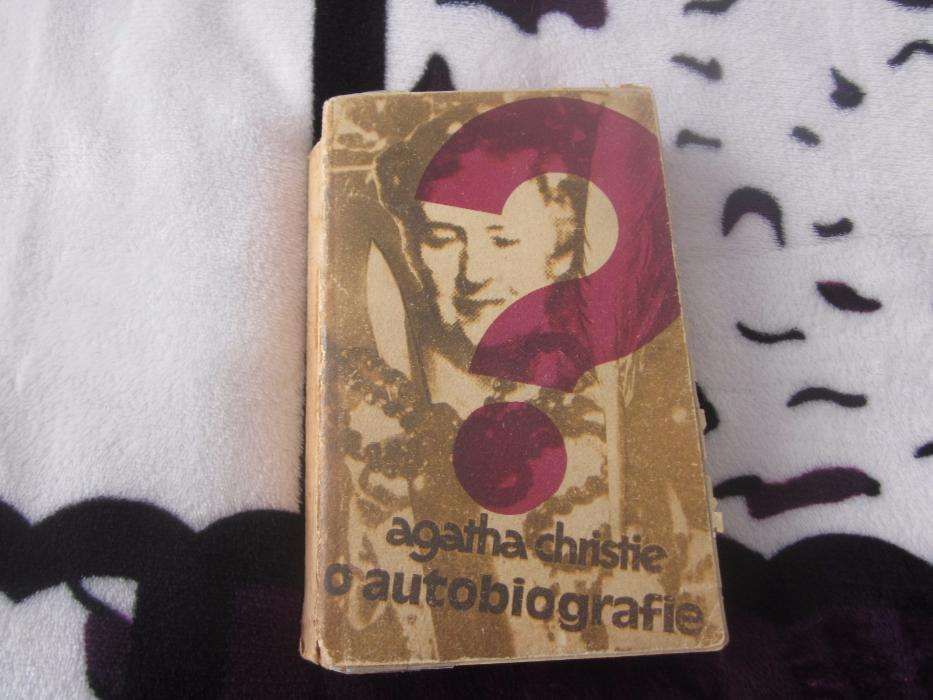 ?
agatha christie
o autobiografie